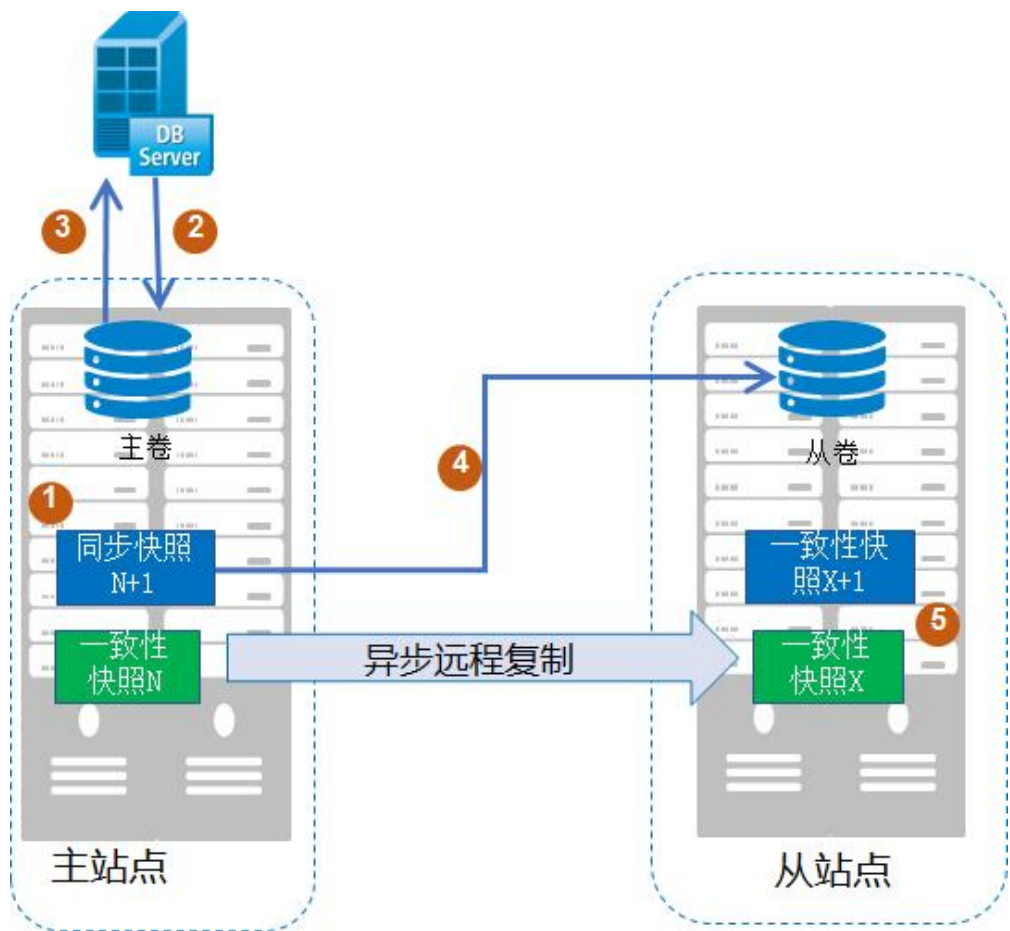 DB
Server
3
2
主卷
从卷
4
1
同步快照
N+1
一致性快
照X+1
5
一致性
快照N
异步远程复制
一致性
快照X
主站点
从站点